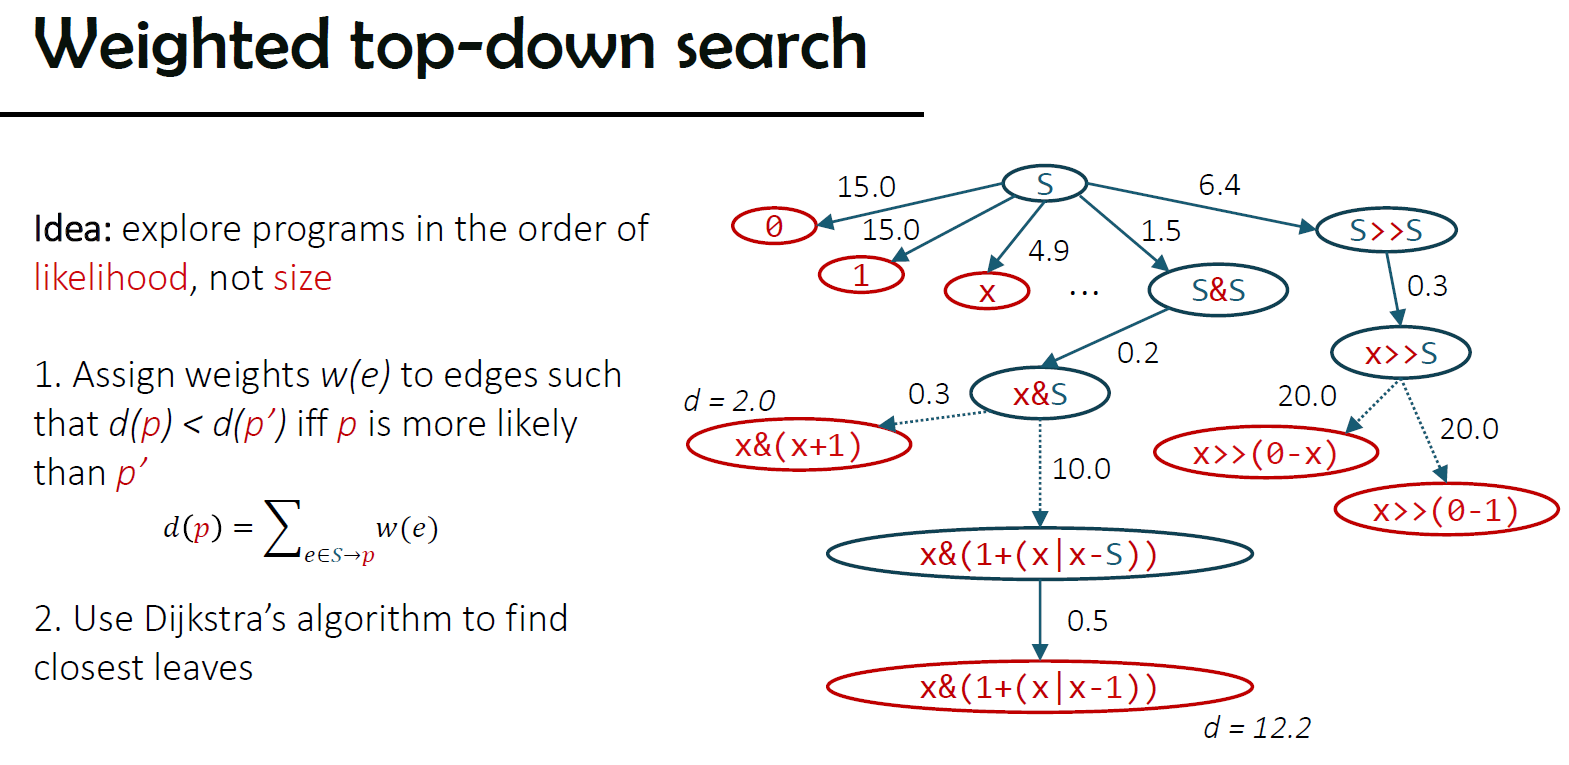 Weighted top-down search
Idea: explore programs in the order of
likelihood, not size
1. Assign weights w(e) to edges such
that d(p) < d(p’) iff p is more likely
than p’
d(p) = ∑e∈S→p w(e)
2. Use Dijkstra’s algorithm to find
closest leaves
S
15.0
15.0
4.9
1.5
6.4
0
1
x
...
S&S
S>>S
0.2
0.3
x&S
x>>S
d = 2.0
0.3
x&(x+1)
10.0
20.0
20.0
x>>(0-x)
x>>(0-1)
x&(1+(x|x-S))
0.5
x&(1+(x|x-1))
d = 12.2